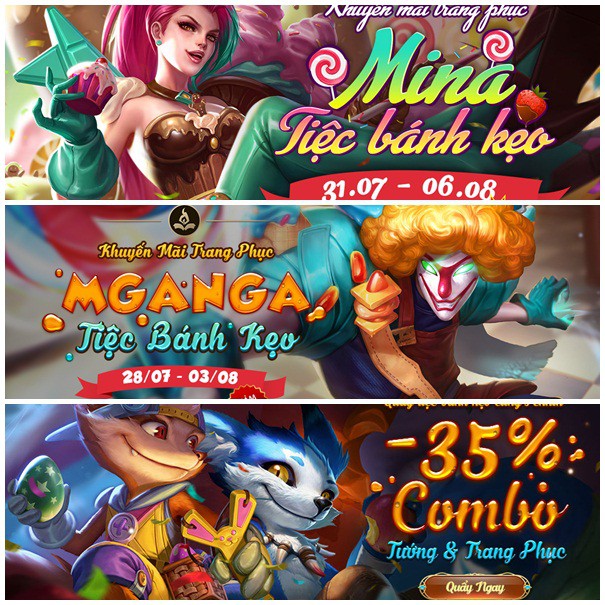 Khuyến mãi trang phục
Mina
Tiệc bánh kẹo
31.07 - 06.08
Khuyến Mãi Trang Phục
MGANGA
Tiệc Bánh Kẹo
28/07 - 03/08
-35%
Combo
Tướng & Trang Phục
Quẩy Ngay